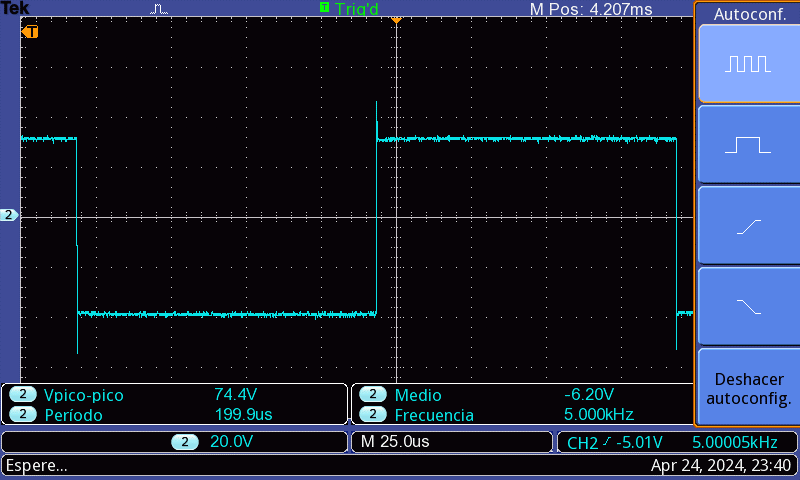 Tek T Trig'd M Pos: 4.207ms Autoconf.
T
2
2 Vpico-pico 74.4V
2 Período 199.9us
2 Medio -6.20V
2 Frecuencia 5.000kHz
Deshacer
autoconfig.
2 20.0V M 25.0us CH2 -5.01V 5.00005kHz
Espere... Apr 24, 2024, 23:40